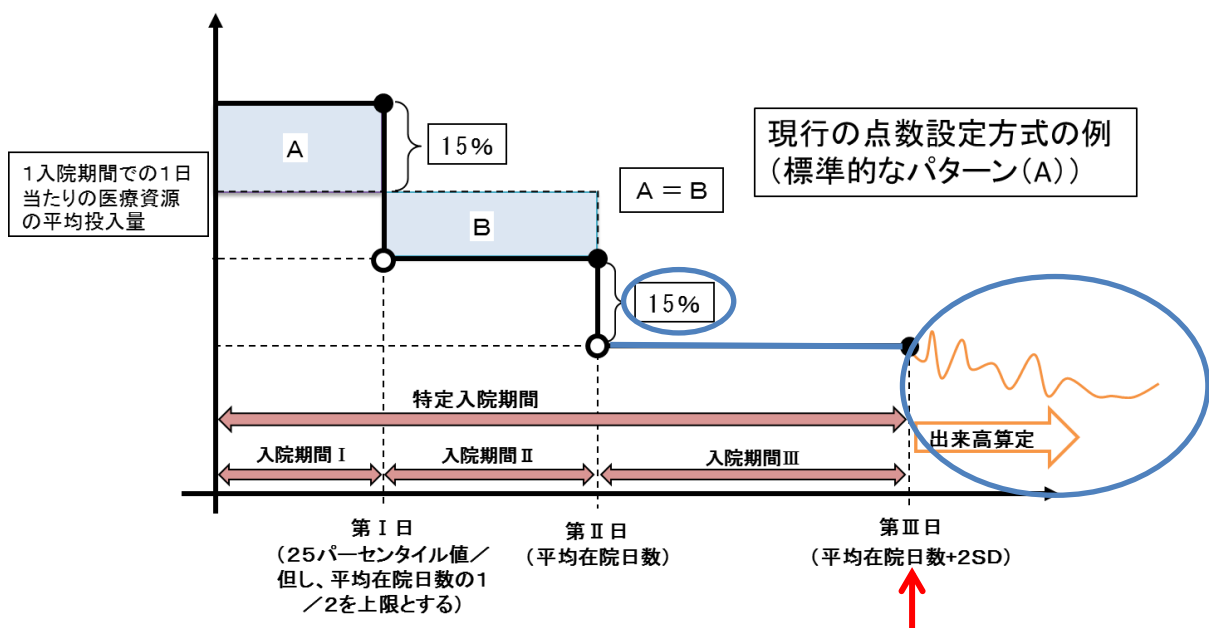 現行の点数設定方式の例
(標準的なパターン(A))
A
15%
A=B
1入院期間での1日
当たりの医療資源
の平均投入量
B
15%
特定入院期間
出来高算定
入院期間Ⅰ
入院期間Ⅱ
入院期間Ⅲ
第Ⅰ日
(25パーセンタイル値/
但し、平均在院日数の1
/2を上限とする)
第Ⅱ日
(平均在院日数)
第Ⅲ日
(平均在院日数+2SD)